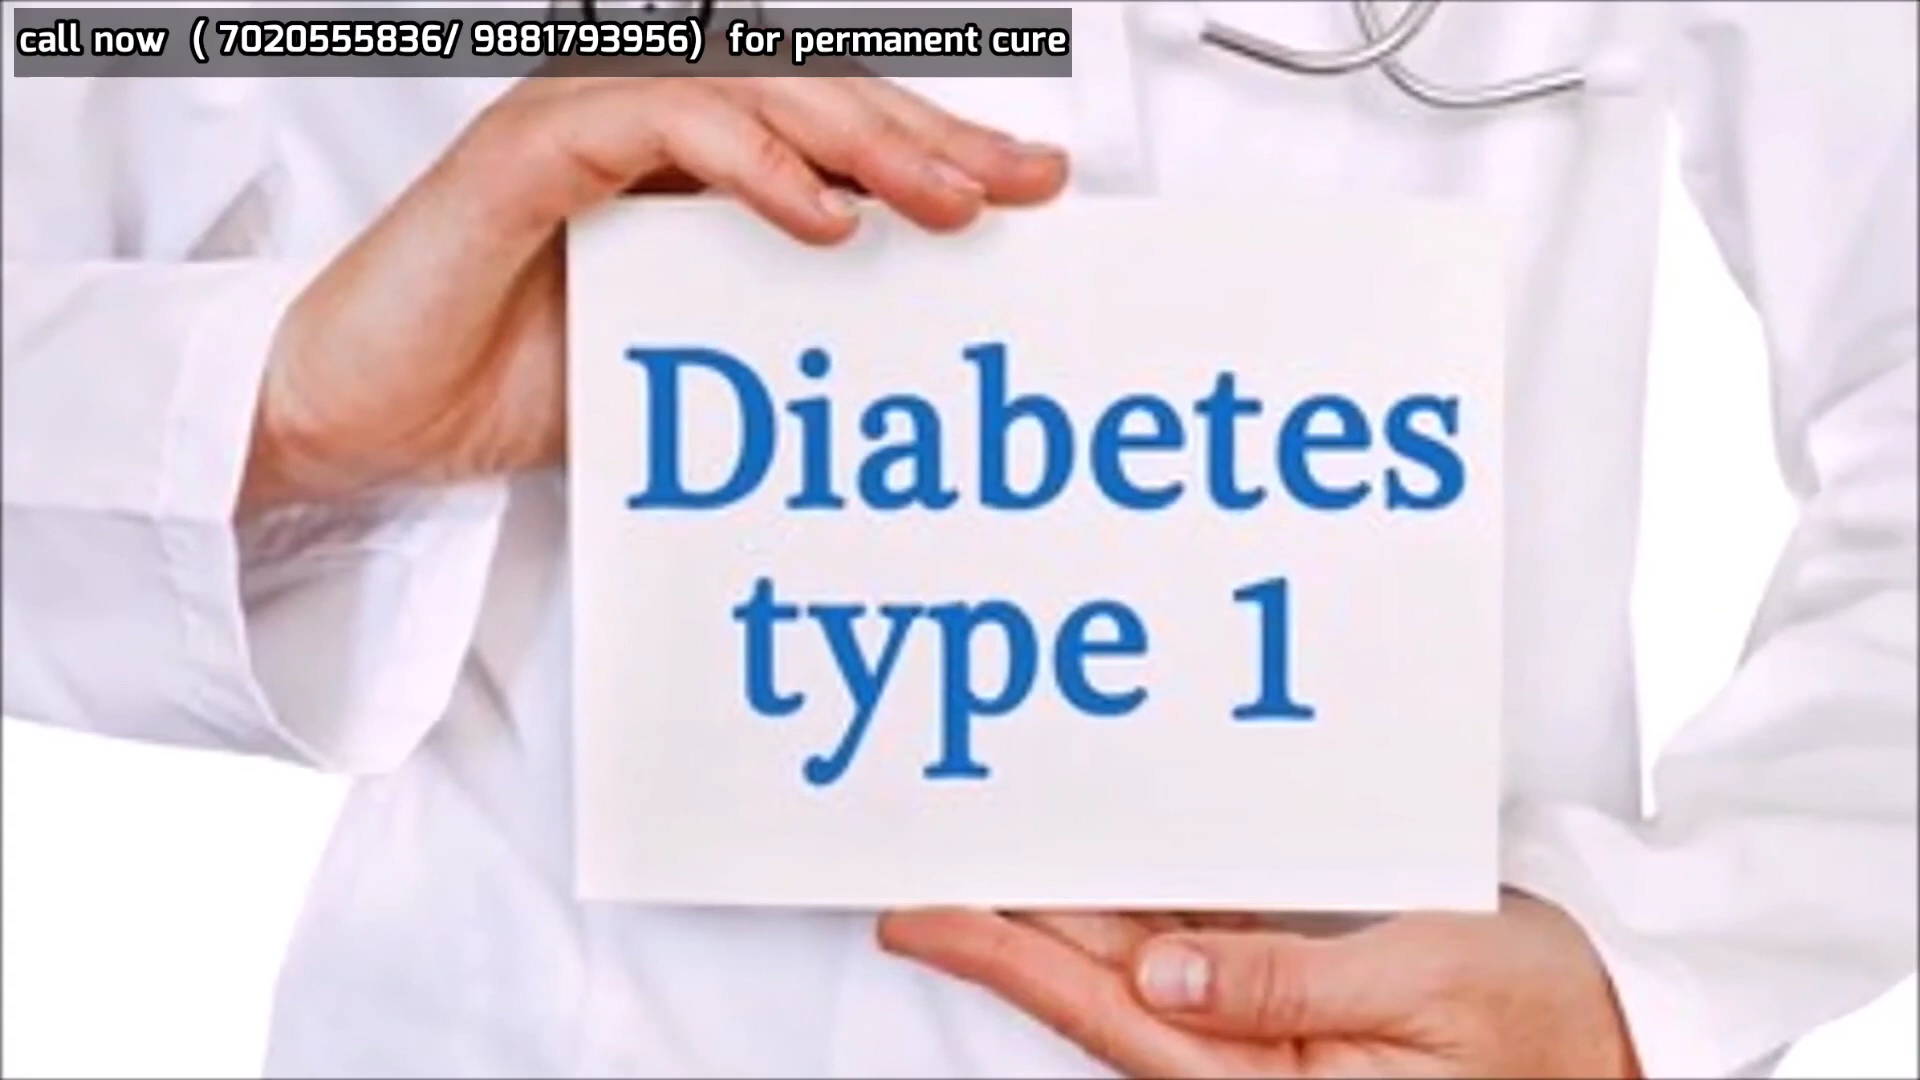 call now ( 7020555836/ 9881793956) for permanent cure
Diabetes
type 1